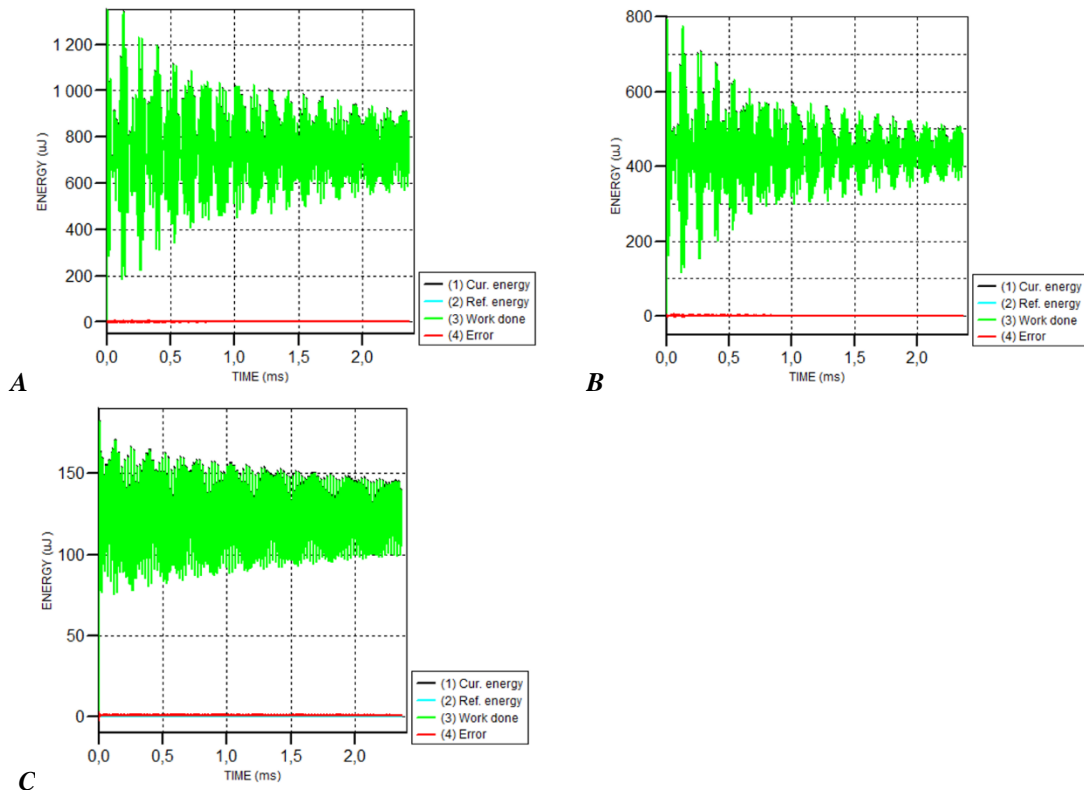 1 200
1 000
800
600
400
200
0
ENERGY (uJ)
0,0 0,5 1,0 1,5 2,0
TIME (ms)
(1) Cur. energy
(2) Ref. energy
(3) Work done
(4) Error
A
800
600
400
200
0
ENERGY (uJ)
0,0 0,5 1,0 1,5 2,0
TIME (ms)
(1) Cur. energy
(2) Ref. energy
(3) Work done
(4) Error
B
150
100
50
0
ENERGY (uJ)
0,0 0,5 1,0 1,5 2,0
TIME (ms)
(1) Cur. energy
(2) Ref. energy
(3) Work done
(4) Error
C